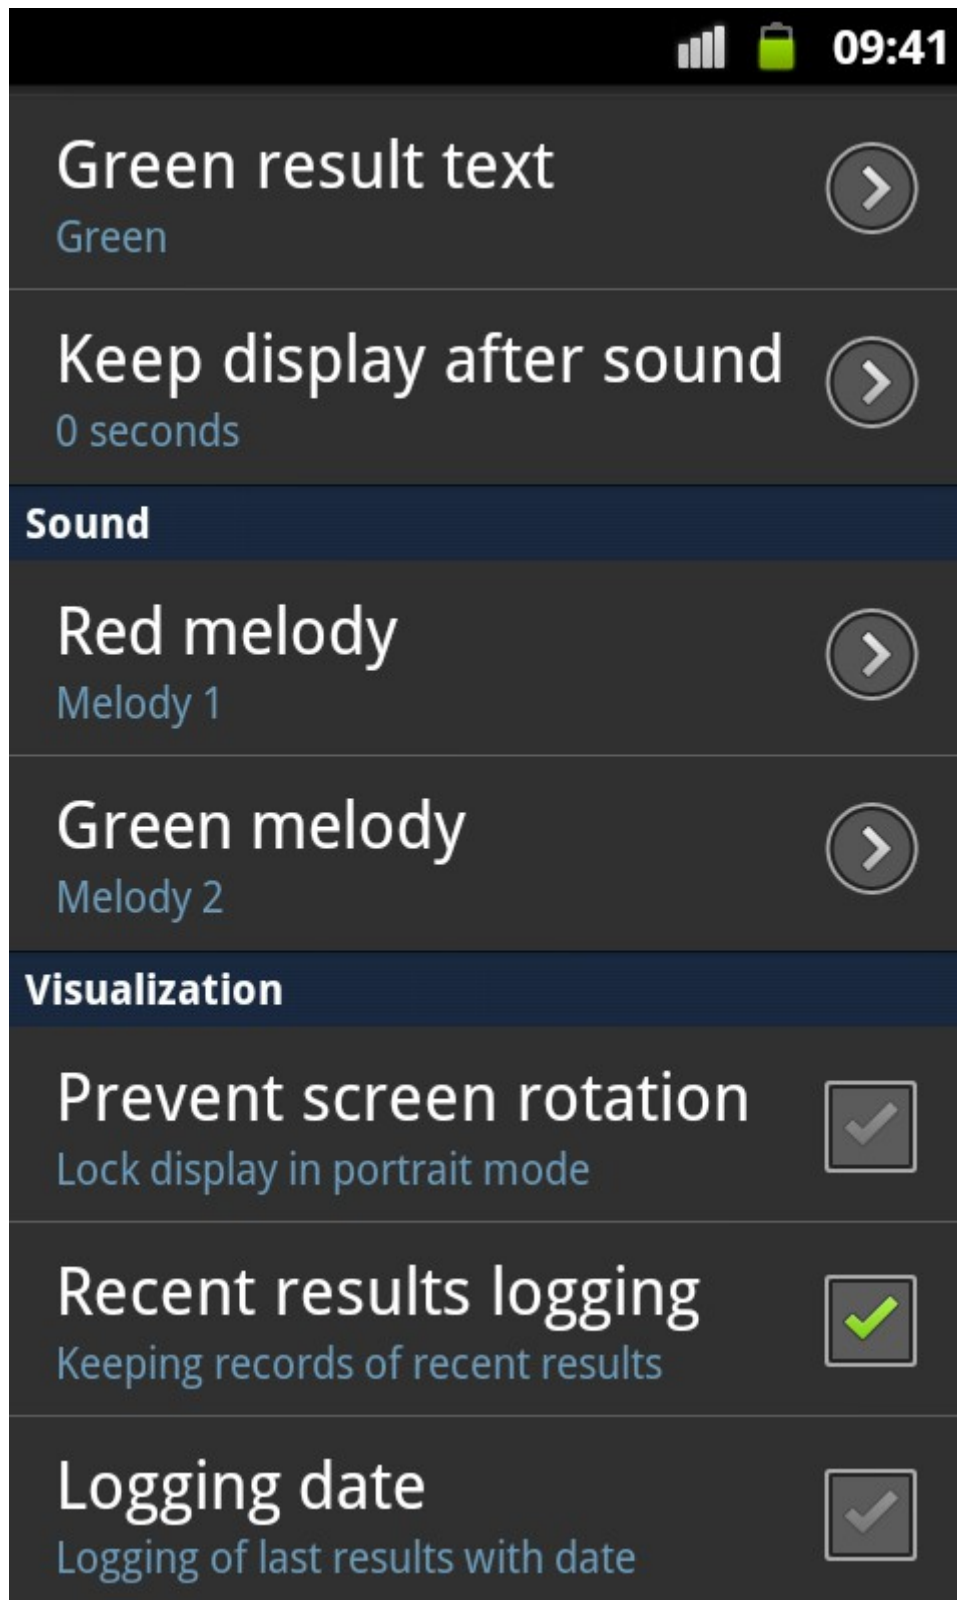 09:41
Green result text
Green
Keep display after sound
0 seconds
Sound
Red melody
Melody 1
Green melody
Melody 2
Visualization
Prevent screen rotation
Lock display in portrait mode
Recent results logging
Keeping records of recent results
Logging date
Logging of last results with date